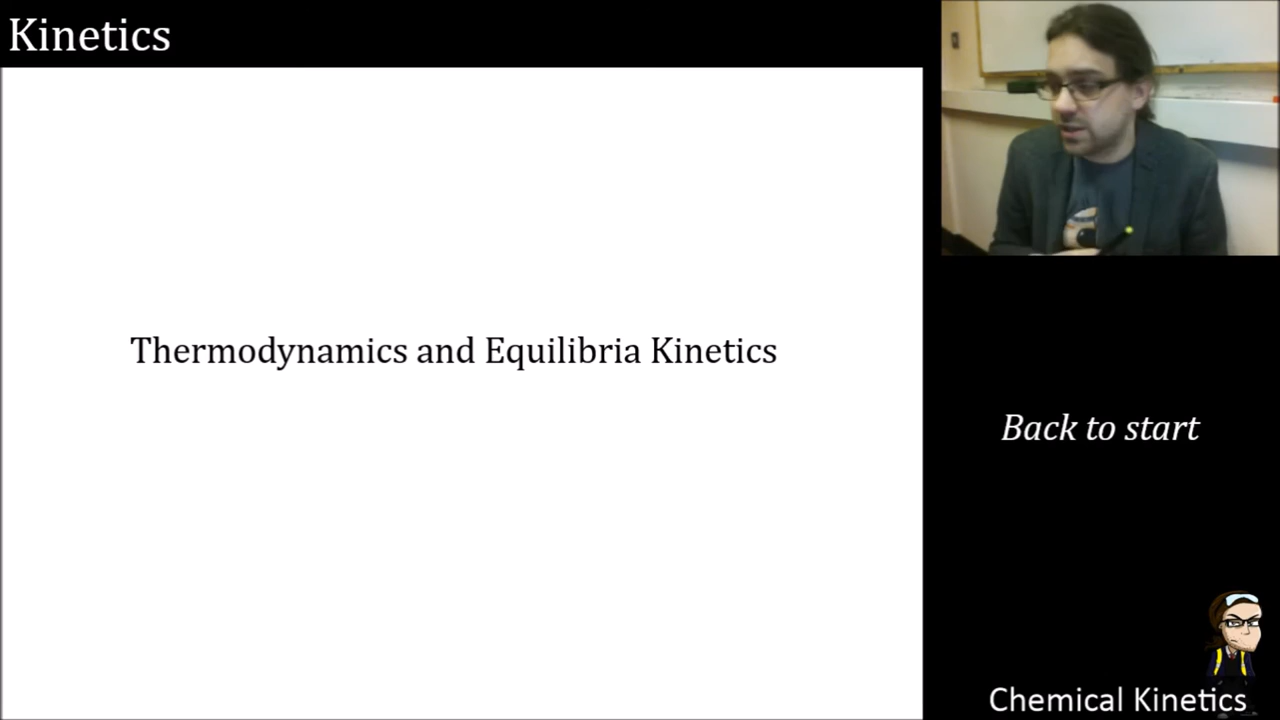 Kinetics
Thermodynamics and Equilibria Kinetics
Back to start
Chemical Kinetics